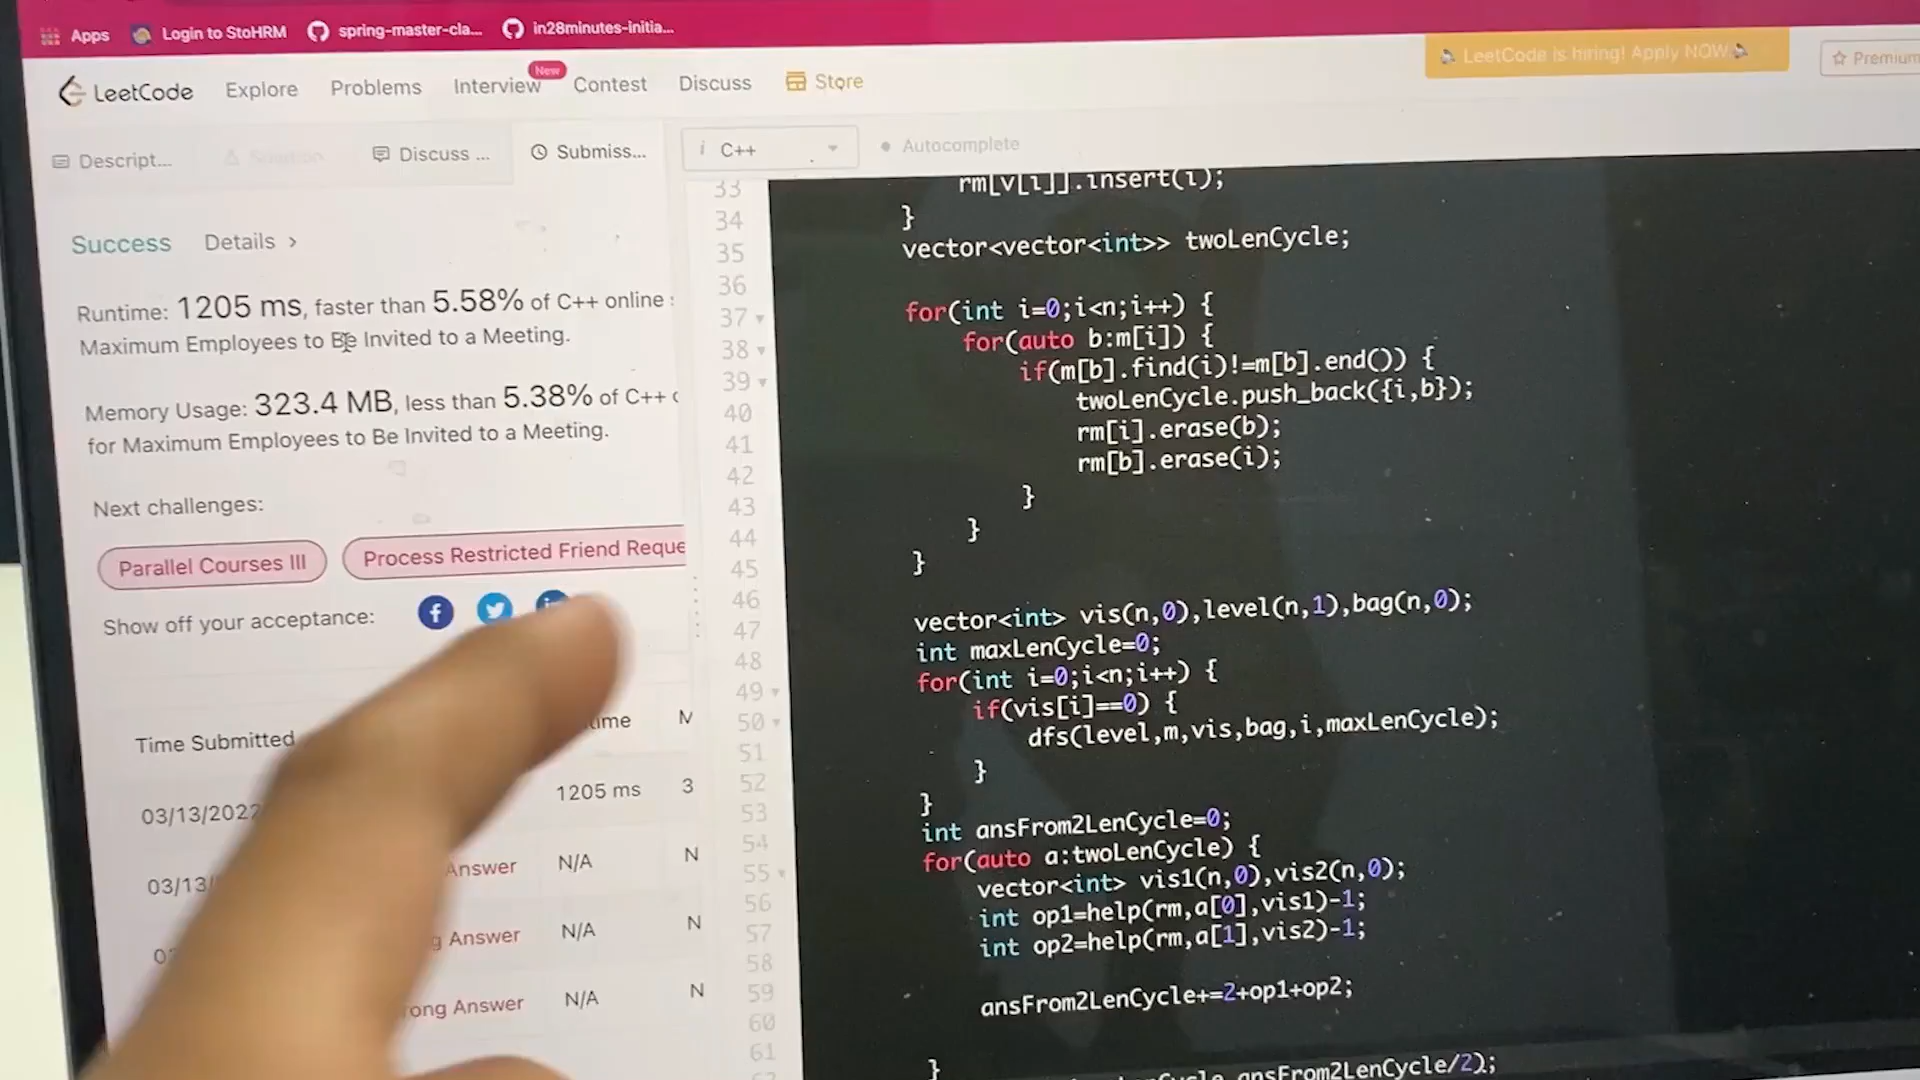 Apps Login to StoHRM spring-master-cla... in28minutes-initia...
LeetCode Explore Problems Interview New Contest Discuss Store
LeetCode is hiring! Apply NOW
Premium
Descript... Solution Discuss ... Submiss...
i C++ Autocomplete
Success Details >
Runtime: 1205 ms, faster than 5.58% of C++ online
Maximum Employees to Be Invited to a Meeting.
Memory Usage: 323.4 MB, less than 5.38% of C++
for Maximum Employees to Be Invited to a Meeting.
Next challenges:
Parallel Courses III Process Restricted Friend Reque
Show off your acceptance:
Time Submitted
03/13/2022 1205 ms 3
03/13/ Answer N/A N
Answer N/A N
Answer N/A N
33 rm[v[i]].insert(i);
34 }
35 vector<vector<int>> twoLenCycle;
36
37 for(int i=0;i<n;i++) {
38 for(auto b:m[i]) {
39 if(m[b].find(i)!=m[b].end()) {
40 twoLenCycle.push_back({i,b});
41 rm[i].erase(b);
42 rm[b].erase(i);
43 }
44 }
45 }
46
47 vector<int> vis(n,0),level(n,1),bag(n,0);
48 int maxLenCycle=0;
49 for(int i=0;i<n;i++) {
50 if(vis[i]==0) {
51 dfs(level,m,vis,bag,i,maxLenCycle);
52 }
53 }
54 int ansFrom2LenCycle=0;
55 for(auto a:twoLenCycle) {
56 vector<int> vis1(n,0),vis2(n,0);
57 int op1=help(rm,a[0],vis1)-1;
58 int op2=help(rm,a[1],vis2)-1;
59
60 ansFrom2LenCycle+=2+op1+op2;
61
}
ansFrom2LenCycle/2);